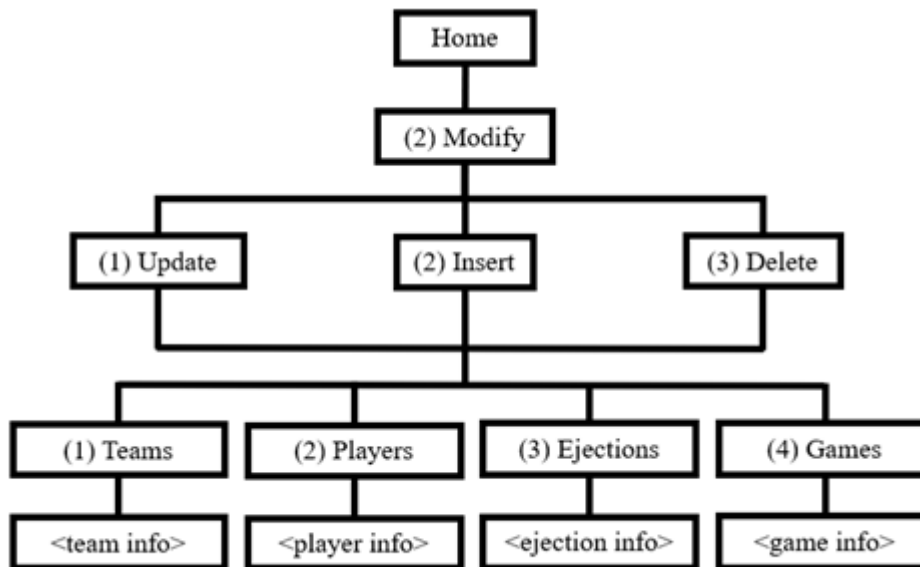 Home
(2) Modify
(1) Update
(2) Insert
(3) Delete
(1) Teams
(2) Players
(3) Ejections
(4) Games
<team info>
<player info>
<ejection info>
<game info>